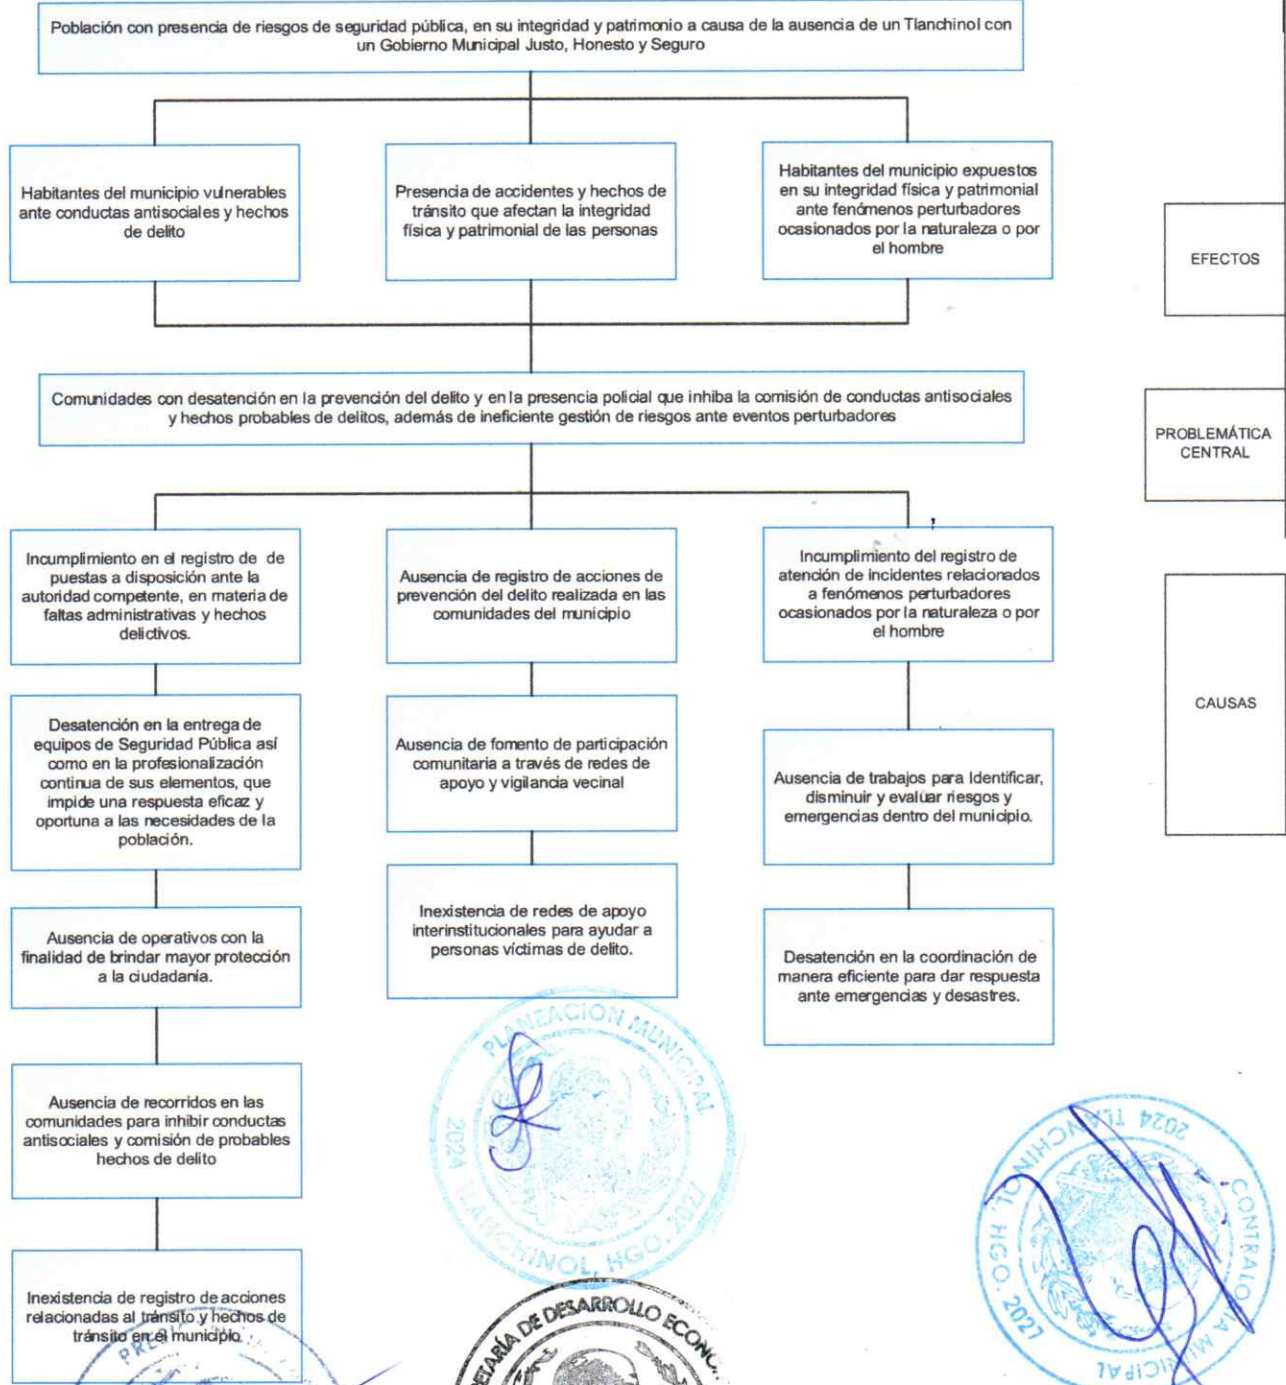 Población con presencia de riesgos de seguridad pública, en su integridad y patrimonio a causa de la ausencia de un Tlanchinol con
un Gobierno Municipal Justo, Honesto y Seguro
Habitantes del municipio vulnerables
ante conductas antisociales y hechos
de delito
Presencia de accidentes y hechos de
tránsito que afectan la integridad
física y patrimonial de las personas
Habitantes del municipio expuestos
en su integridad física y patrimonial
ante fenómenos perturbadores
ocasionados por la naturaleza o por
el hombre
EFECTOS
Comunidades con desatención en la prevención del delito y en la presencia policial que inhiba la comisión de conductas antisociales
y hechos probables de delitos, además de ineficiente gestión de riesgos ante eventos perturbadores
PROBLEMÁTICA
CENTRAL
Incumplimiento en el registro de de
puestas a disposición ante la
autoridad competente, en materia de
faltas administrativas y hechos
delictivos.
Ausencia de registro de acciones de
prevención del delito realizada en las
comunidades del municipio
Incumplimiento del registro de
atención de incidentes relacionados
a fenómenos perturbadores
ocasionados por la naturaleza o por
el hombre
CAUSAS
Desatención en la entrega de
equipos de Seguridad Pública así
como en la profesionalización
continua de sus elementos, que
impide una respuesta eficaz y
oportuna a las necesidades de la
población.
Ausencia de fomento de participación
comunitaria a través de redes de
apoyo y vigilancia vecinal
Ausencia de trabajos para Identificar,
disminuir y evaluar riesgos y
emergencias dentro del municipio.
Ausencia de operativos con la
finalidad de brindar mayor protección
a la ciudadanía.
Inexistencia de redes de apoyo
interinstitucionales para ayudar a
personas víctimas de delito.
Desatención en la coordinación de
manera eficiente para dar respuesta
ante emergencias y desastres.
Ausencia de recorridos en las
comunidades para inhibir conductas
antisociales y comisión de probables
hechos de delito
Inexistencia de registro de acciones
relacionadas al tránsito y hechos de
tránsito en el municipio.
PLANEACIÓN MUNICIPAL
2024 TLANCHINOL, HGO. 2027
CONTRALORÍA MUNICIPAL
2024 TLANCHINOL, HGO. 2027
DE DESARROLLO